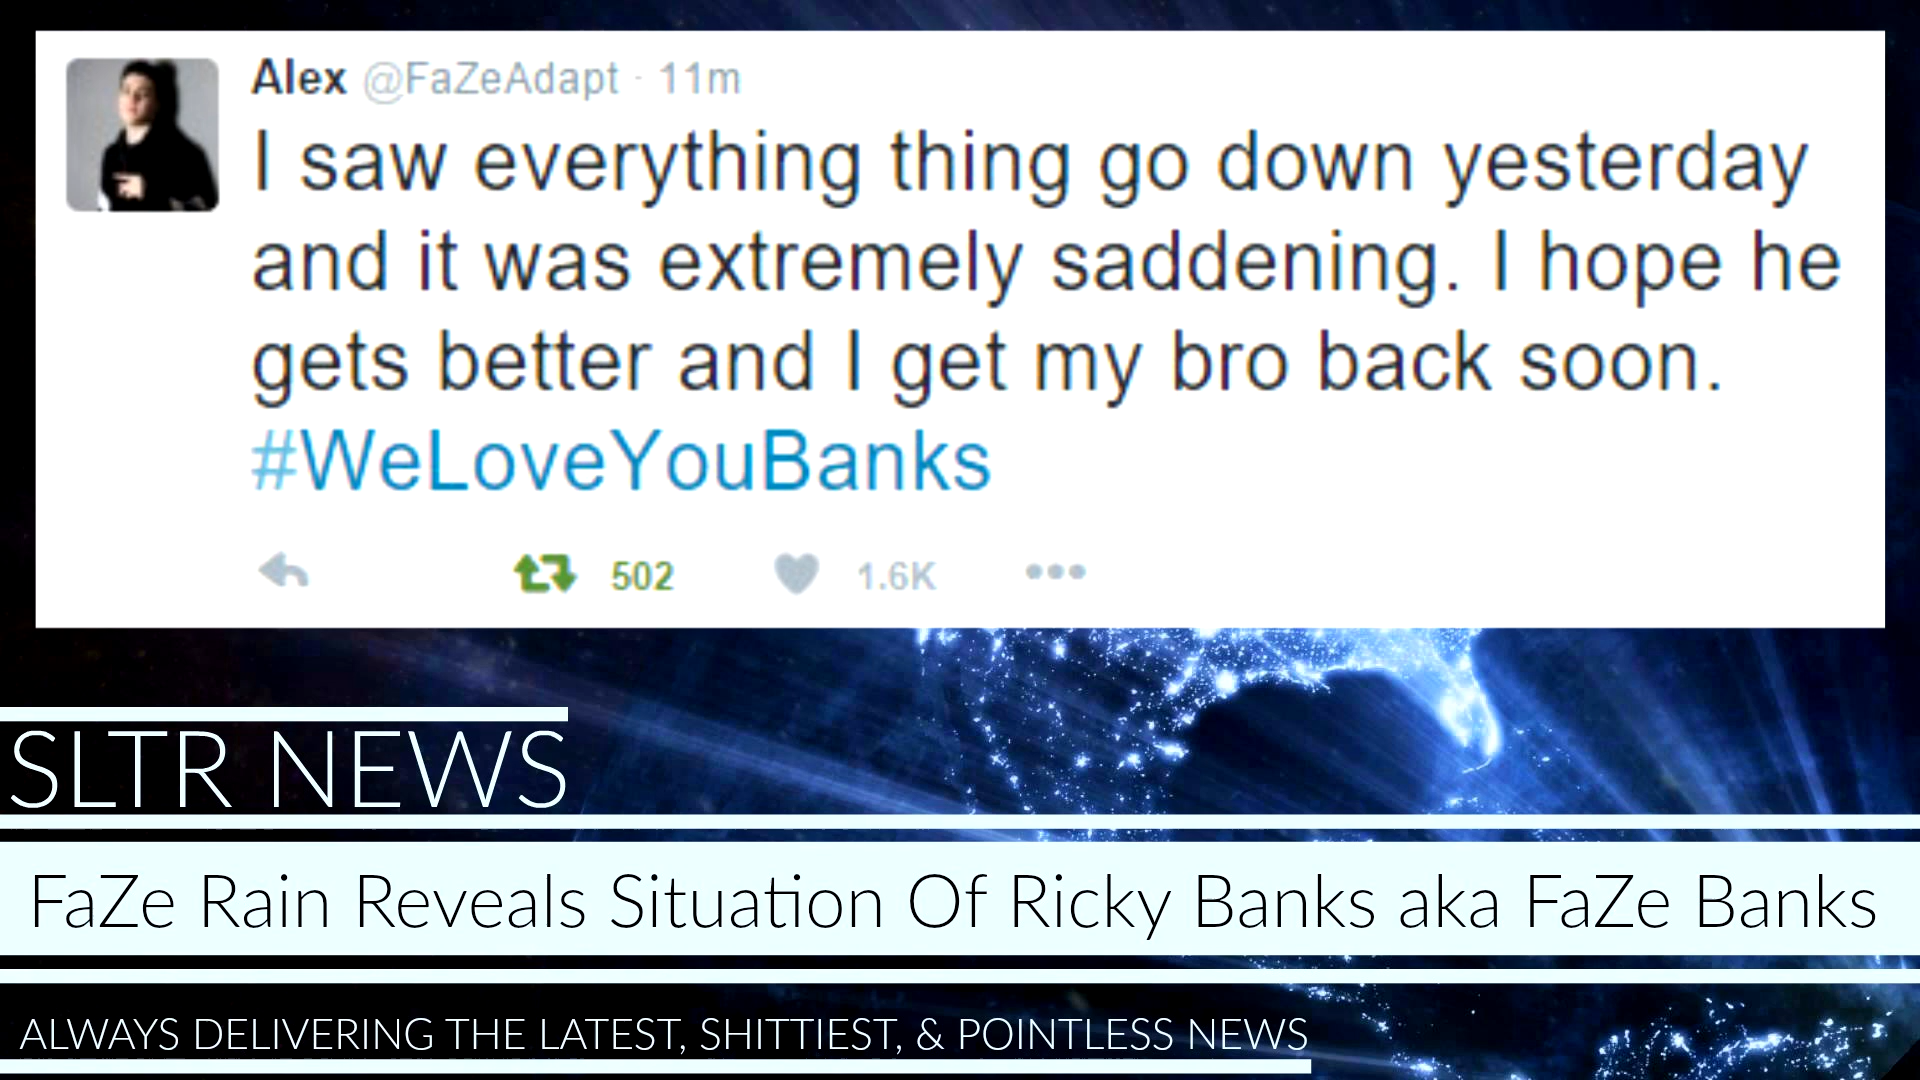 Alex @FaZeAdapt · 11m
I saw everything thing go down yesterday
and it was extremely saddening. I hope he
gets better and I get my bro back soon.
#WeLoveYouBanks
502 1.6K
SLTR NEWS
FaZe Rain Reveals Situation Of Ricky Banks aka FaZe Banks
ALWAYS DELIVERING THE LATEST, SHITTIEST, & POINTLESS NEWS